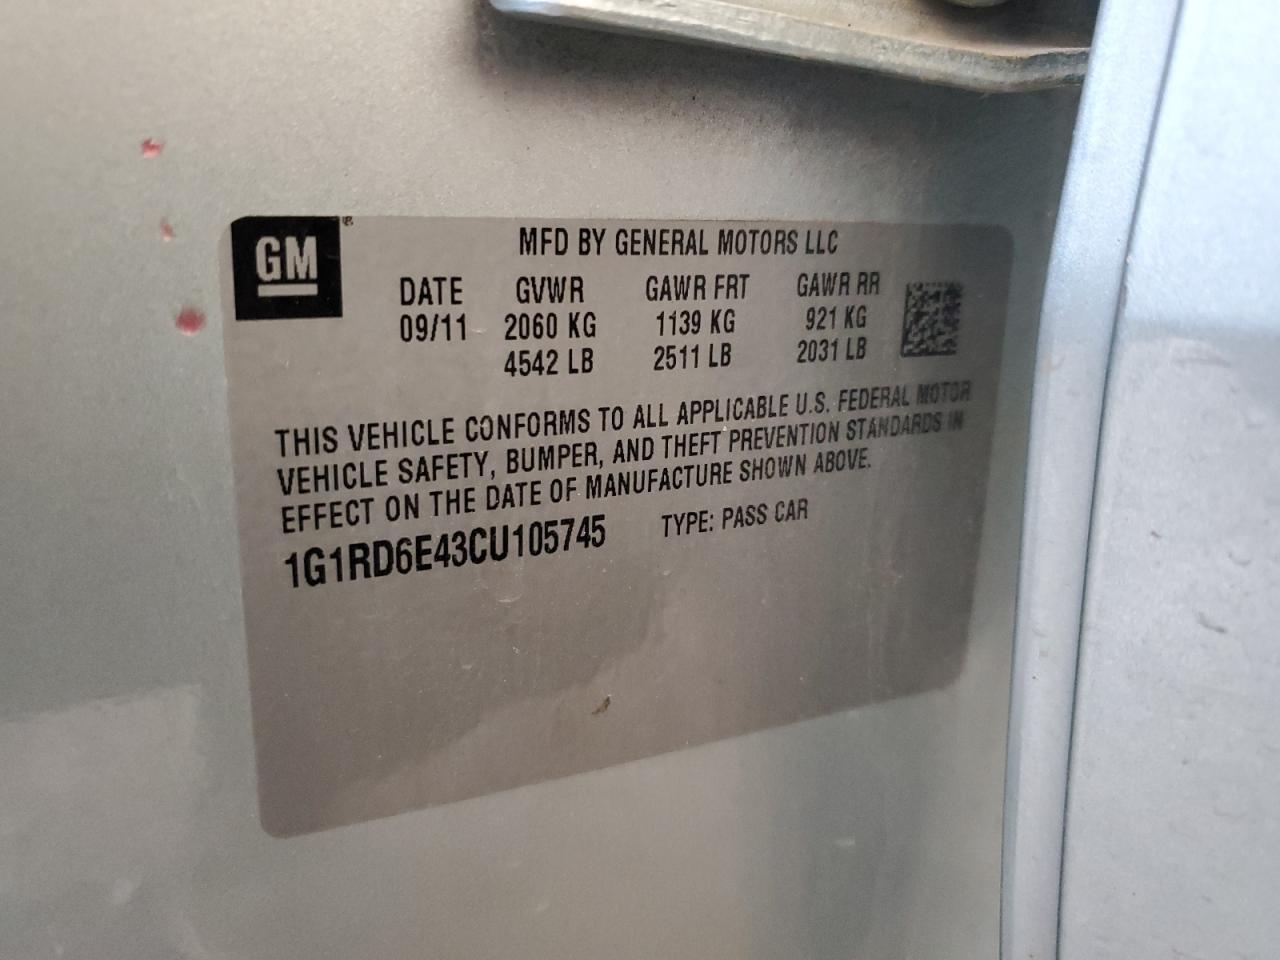 GM ®
MFD BY GENERAL MOTORS LLC
DATE GVWR GAWR FRT GAWR RR
09/11 2060 KG 1139 KG 921 KG
4542 LB 2511 LB 2031 LB
THIS VEHICLE CONFORMS TO ALL APPLICABLE U.S. FEDERAL MOTOR
VEHICLE SAFETY, BUMPER, AND THEFT PREVENTION STANDARDS IN
EFFECT ON THE DATE OF MANUFACTURE SHOWN ABOVE.
1G1RD6E43CU105745 TYPE: PASS CAR